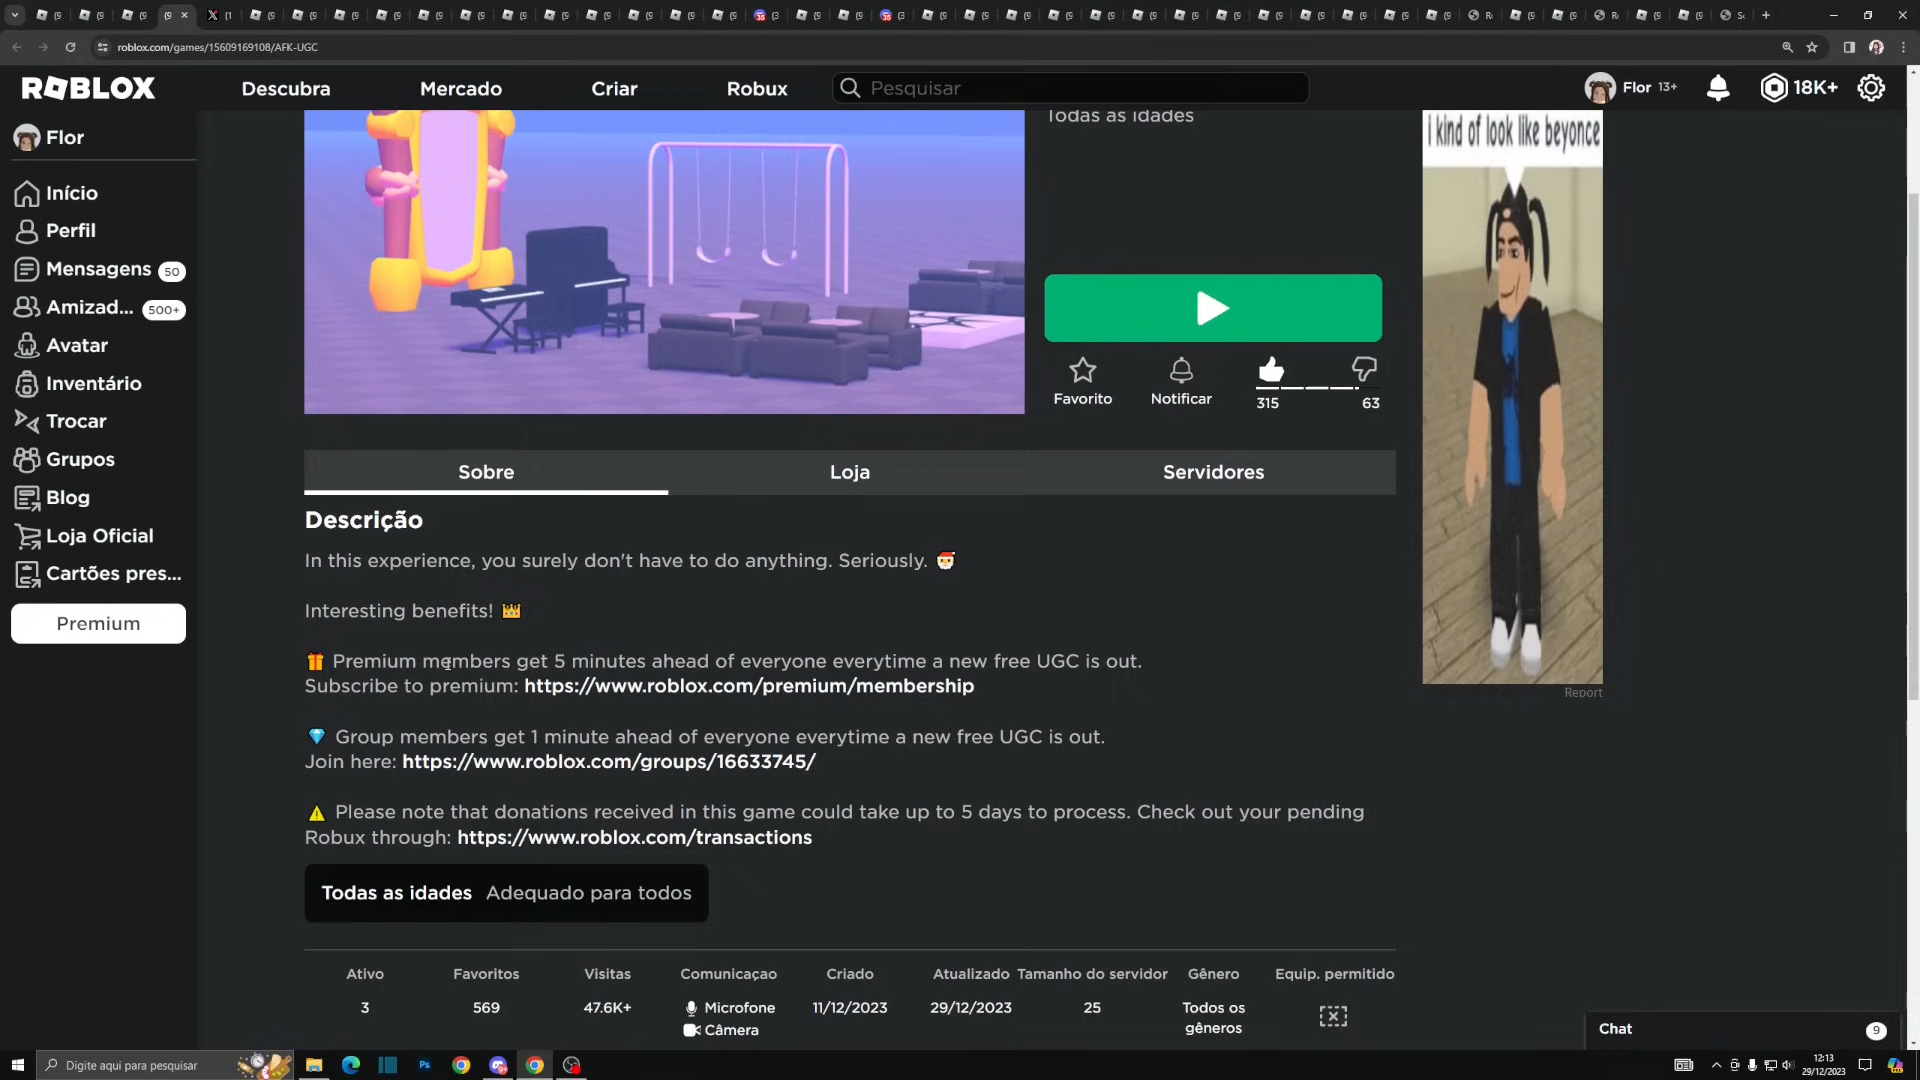 roblox.com/games/15609169108/AFK-UGC
ROBLOX
Descubra
Mercado
Criar
Robux
Pesquisar
Flor 13+
18K+
Flor
Início
Perfil
Mensagens 50
Amizad... 500+
Avatar
Inventário
Trocar
Grupos
Blog
Loja Oficial
Cartões pres...
Premium
Todas as idades
Favorito
Notificar
315
63
i kind of look like beyonce
Report
Sobre
Loja
Servidores
Descrição
In this experience, you surely don't have to do anything. Seriously. 🎅
Interesting benefits! 👑
🎁 Premium members get 5 minutes ahead of everyone everytime a new free UGC is out.
Subscribe to premium: https://www.roblox.com/premium/membership
💎 Group members get 1 minute ahead of everyone everytime a new free UGC is out.
Join here: https://www.roblox.com/groups/16633745/
⚠️ Please note that donations received in this game could take up to 5 days to process. Check out your pending
Robux through: https://www.roblox.com/transactions
Todas as idades Adequado para todos
Ativo
3
Favoritos
569
Visitas
47.6K+
Comunicaçao
Microfone
Câmera
Criado
11/12/2023
Atualizado
29/12/2023
Tamanho do servidor
25
Gênero
Todos os
gêneros
Equip. permitido
Chat 9
Digite aqui para pesquisar
Ps
12:13
29/12/2023